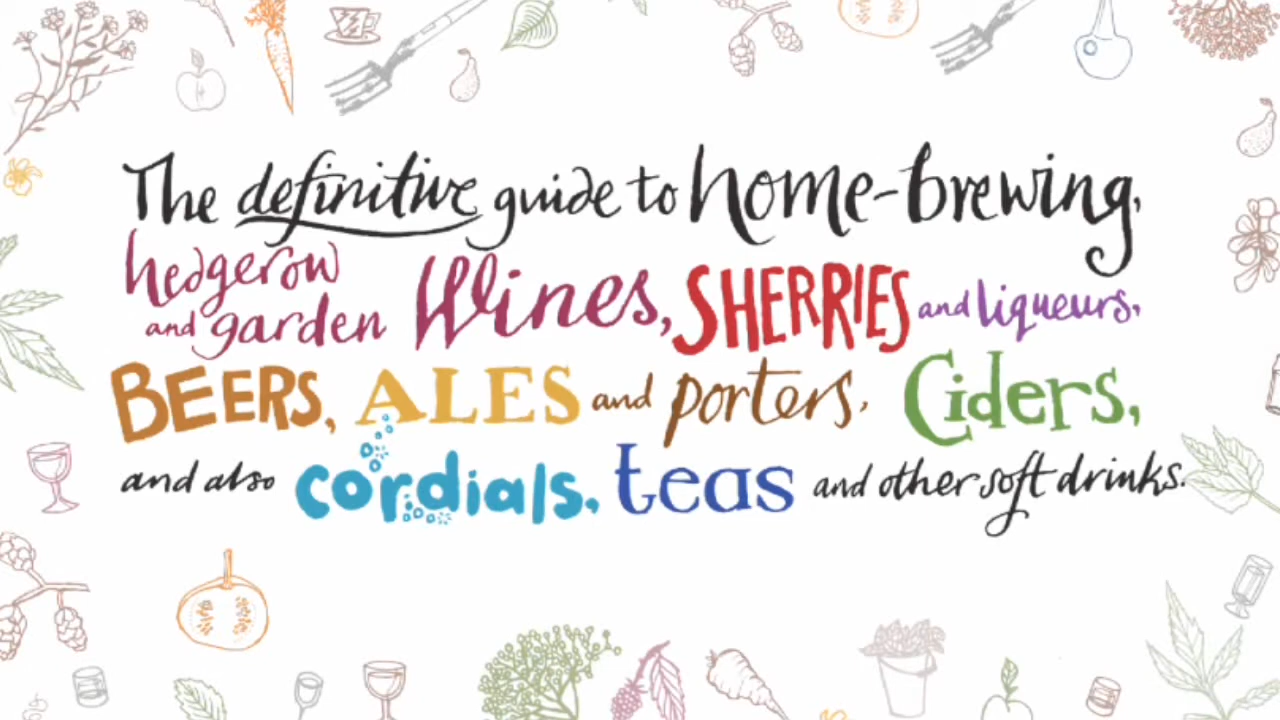 The definitive guide to home-brewing,
hedgerow
and garden Wines, SHERRIES and liqueurs,
BEERS, ALES and porters, Ciders,
and also cordials, teas and other soft drinks.